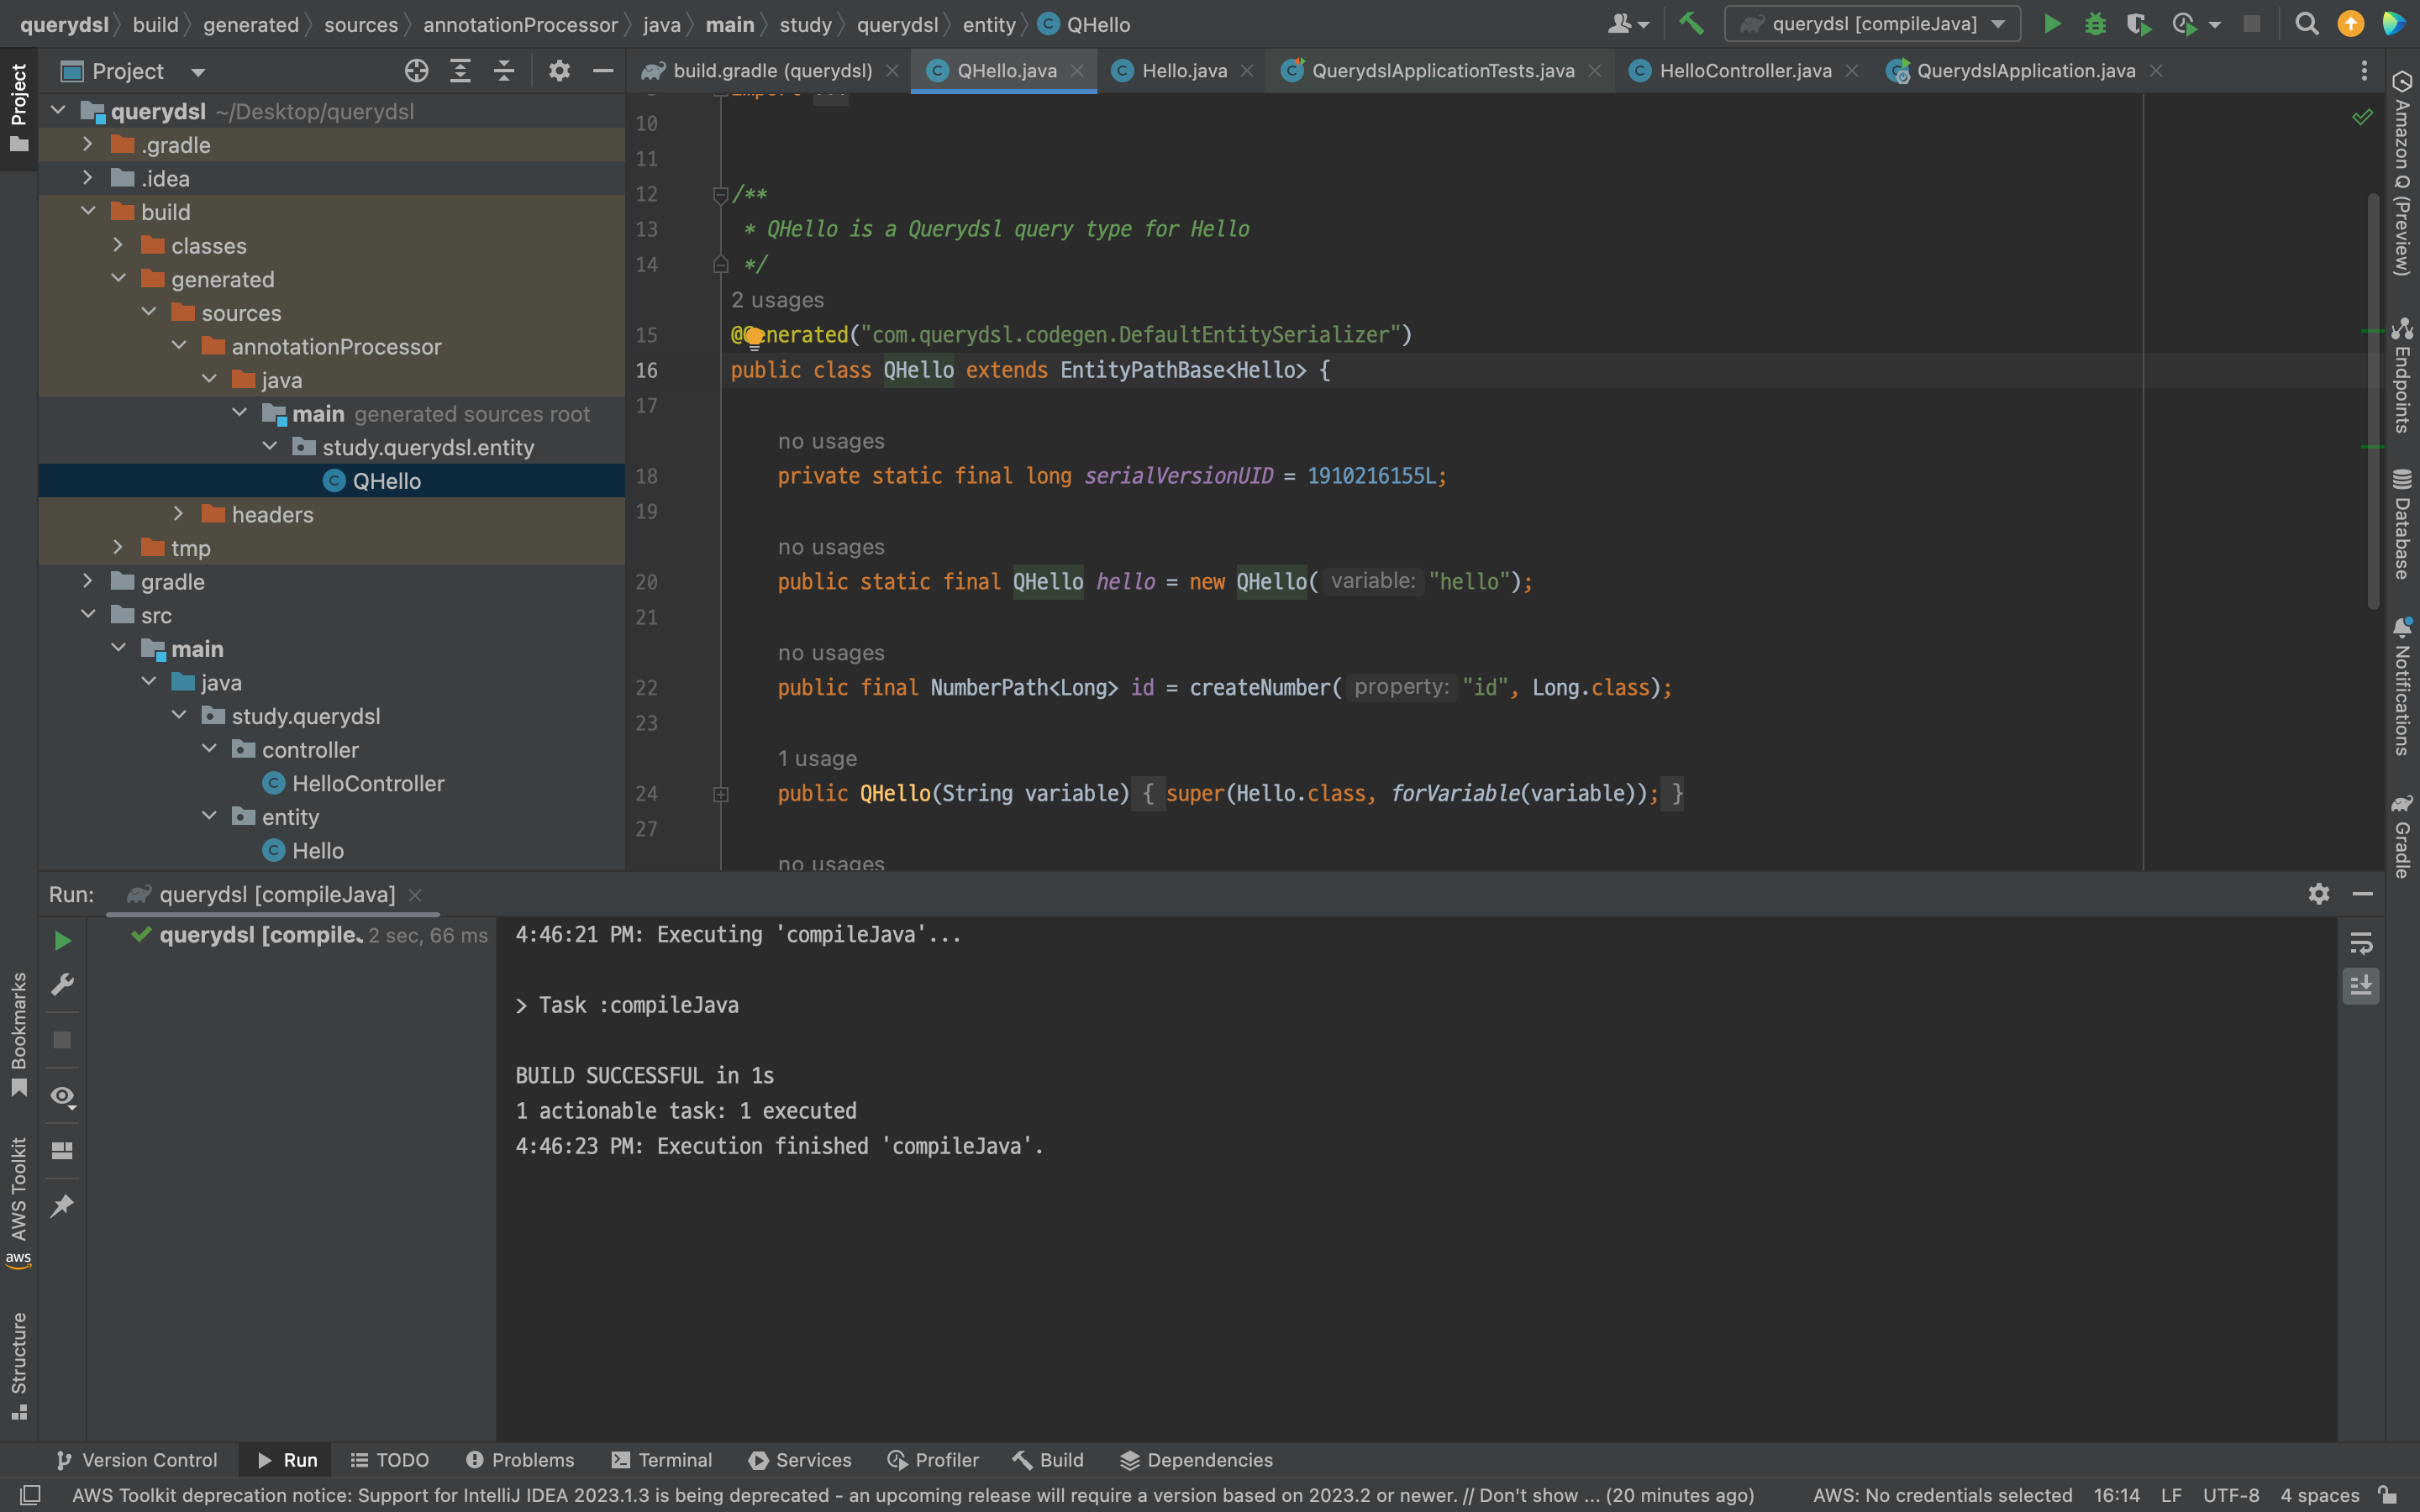 querydsl build generated sources annotationProcessor java main study querydsl entity QHello
querydsl [compileJava]
Project
build.gradle (querydsl)
QHello.java
Hello.java
QuerydslApplicationTests.java
HelloController.java
QuerydslApplication.java
Project
querydsl ~/Desktop/querydsl
.gradle
.idea
build
classes
generated
sources
annotationProcessor
java
main generated sources root
study.querydsl.entity
QHello
headers
tmp
gradle
src
main
java
study.querydsl
controller
HelloController
entity
Hello
10
11
12 /**
13 * QHello is a Querydsl query type for Hello
14 */
2 usages
15 @Generated("com.querydsl.codegen.DefaultEntitySerializer")
16 public class QHello extends EntityPathBase<Hello> {
17
no usages
18 private static final long serialVersionUID = 1910216155L;
19
no usages
20 public static final QHello hello = new QHello( variable: "hello");
21
no usages
22 public final NumberPath<Long> id = createNumber( property: "id", Long.class);
23
1 usage
24 public QHello(String variable) { super(Hello.class, forVariable(variable)); }
27
no usages
Amazon Q (Preview)
Endpoints
Database
Notifications
Gradle
Run: querydsl [compileJava]
querydsl [compile. 2 sec, 66 ms
4:46:21 PM: Executing 'compileJava'...
> Task :compileJava
BUILD SUCCESSFUL in 1s
1 actionable task: 1 executed
4:46:23 PM: Execution finished 'compileJava'.
Bookmarks
AWS Toolkit
aws
Structure
Version Control Run TODO Problems Terminal Services Profiler Build Dependencies
AWS Toolkit deprecation notice: Support for IntelliJ IDEA 2023.1.3 is being deprecated - an upcoming release will require a version based on 2023.2 or newer. // Don't show ... (20 minutes ago) AWS: No credentials selected 16:14 LF UTF-8 4 spaces